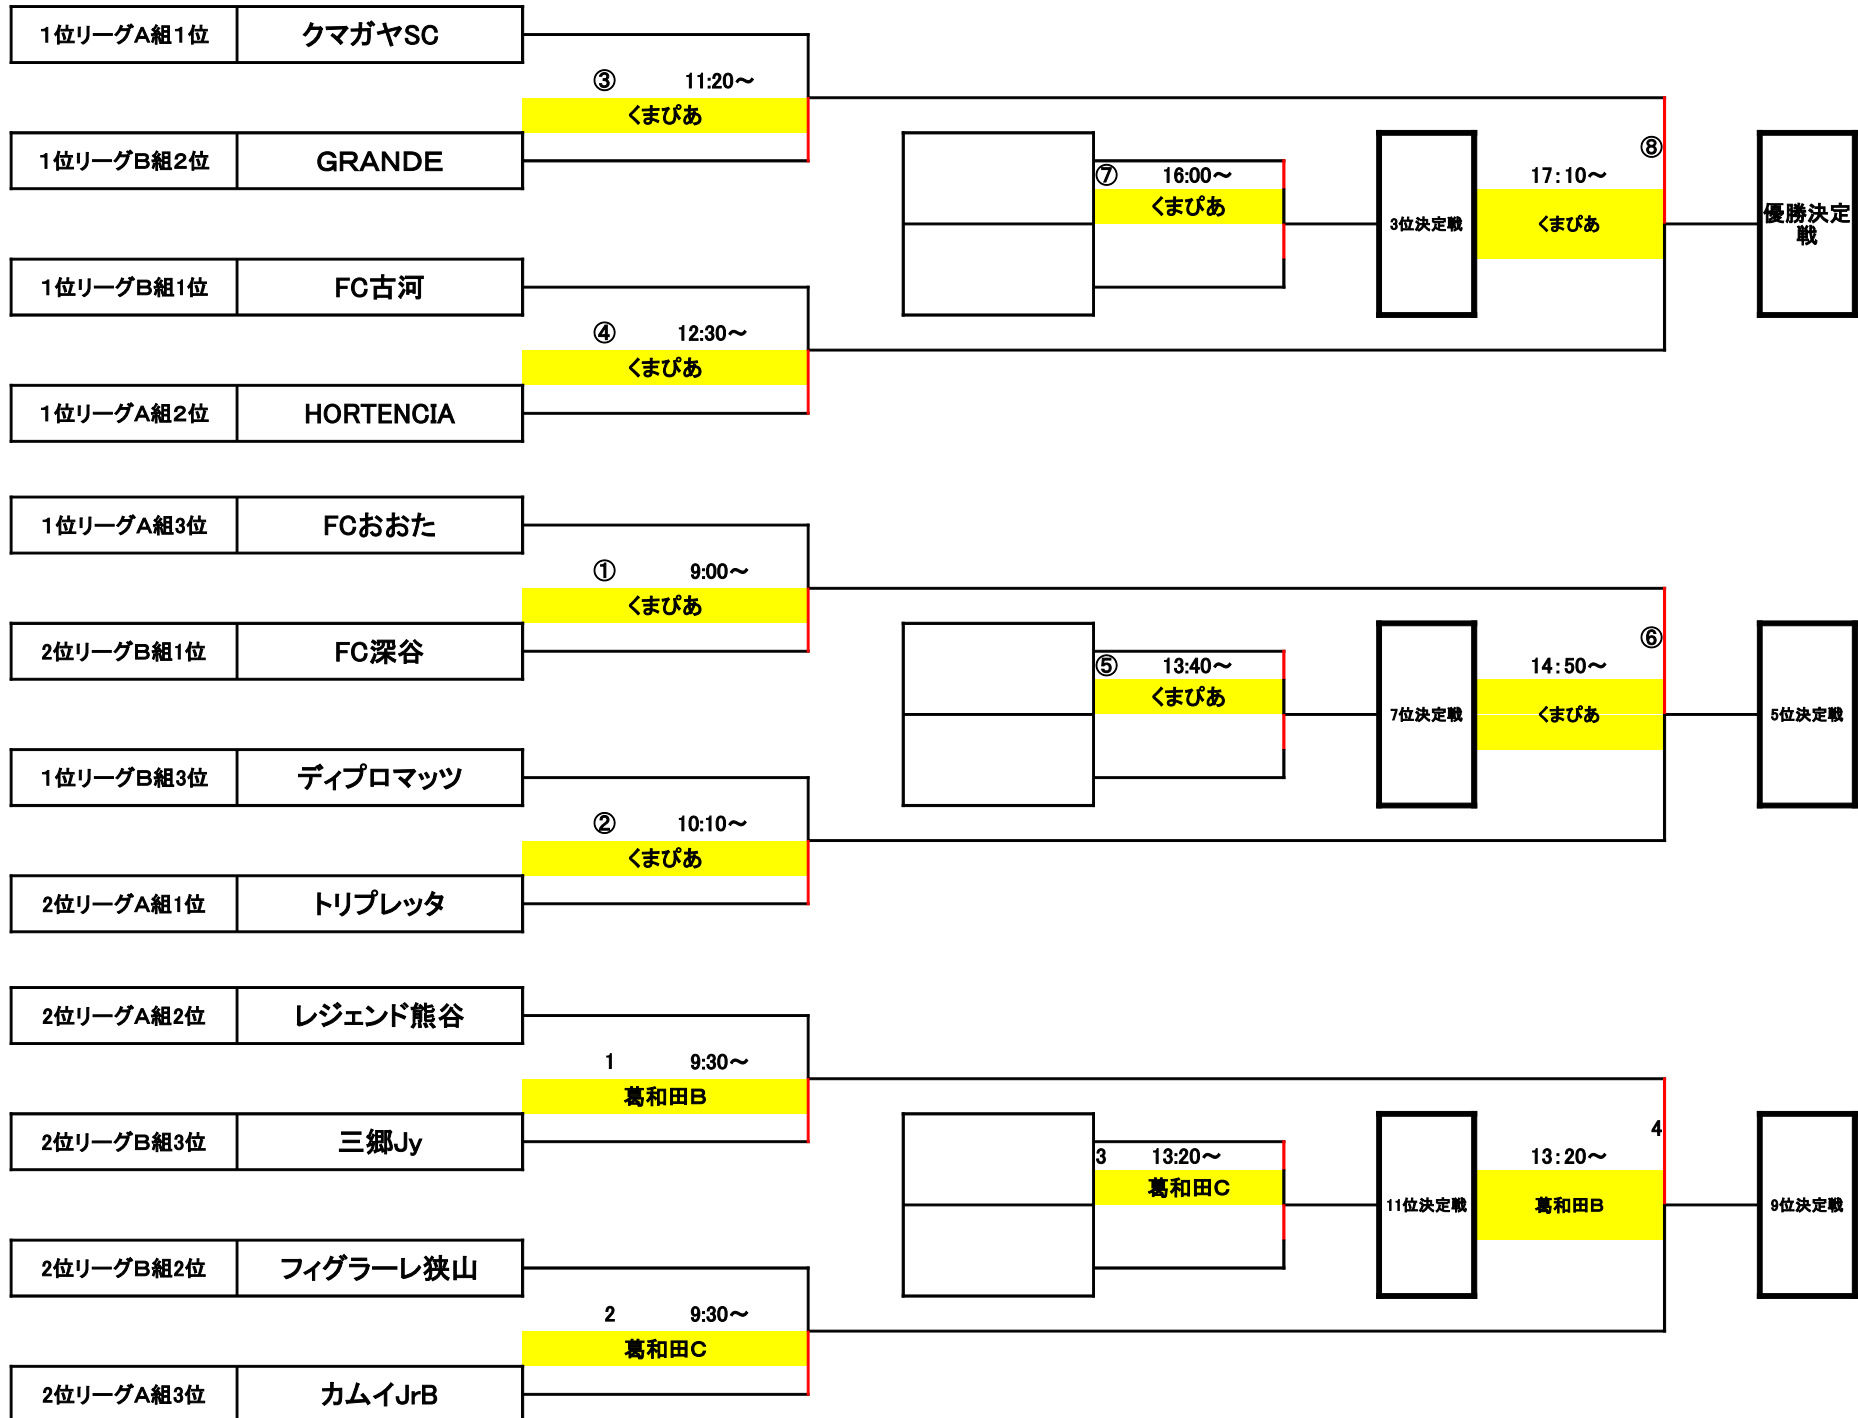 1位リーグA組1位 クマガヤSC
③ 11:20～
くまぴあ
1位リーグB組2位 GRANDE
⑧
⑦ 16:00～
くまぴあ
3位決定戦
17:10～
くまぴあ
優勝決定
戦
1位リーグB組1位 FC古河
④ 12:30～
くまぴあ
1位リーグA組2位 HORTENCIA
1位リーグA組3位 FCおおた
① 9:00～
くまぴあ
2位リーグB組1位 FC深谷
⑥
⑤ 13:40～
くまぴあ
7位決定戦
14:50～
くまぴあ
5位決定戦
1位リーグB組3位 ディプロマッツ
② 10:10～
くまぴあ
2位リーグA組1位 トリプレッタ
2位リーグA組2位 レジェンド熊谷
1 9:30～
葛和田B
2位リーグB組3位 三郷Jy
4
3 13:20～
葛和田C
11位決定戦
13:20～
葛和田B
9位決定戦
2位リーグB組2位 フィグラーレ狭山
2 9:30～
葛和田C
2位リーグA組3位 カムイJrB